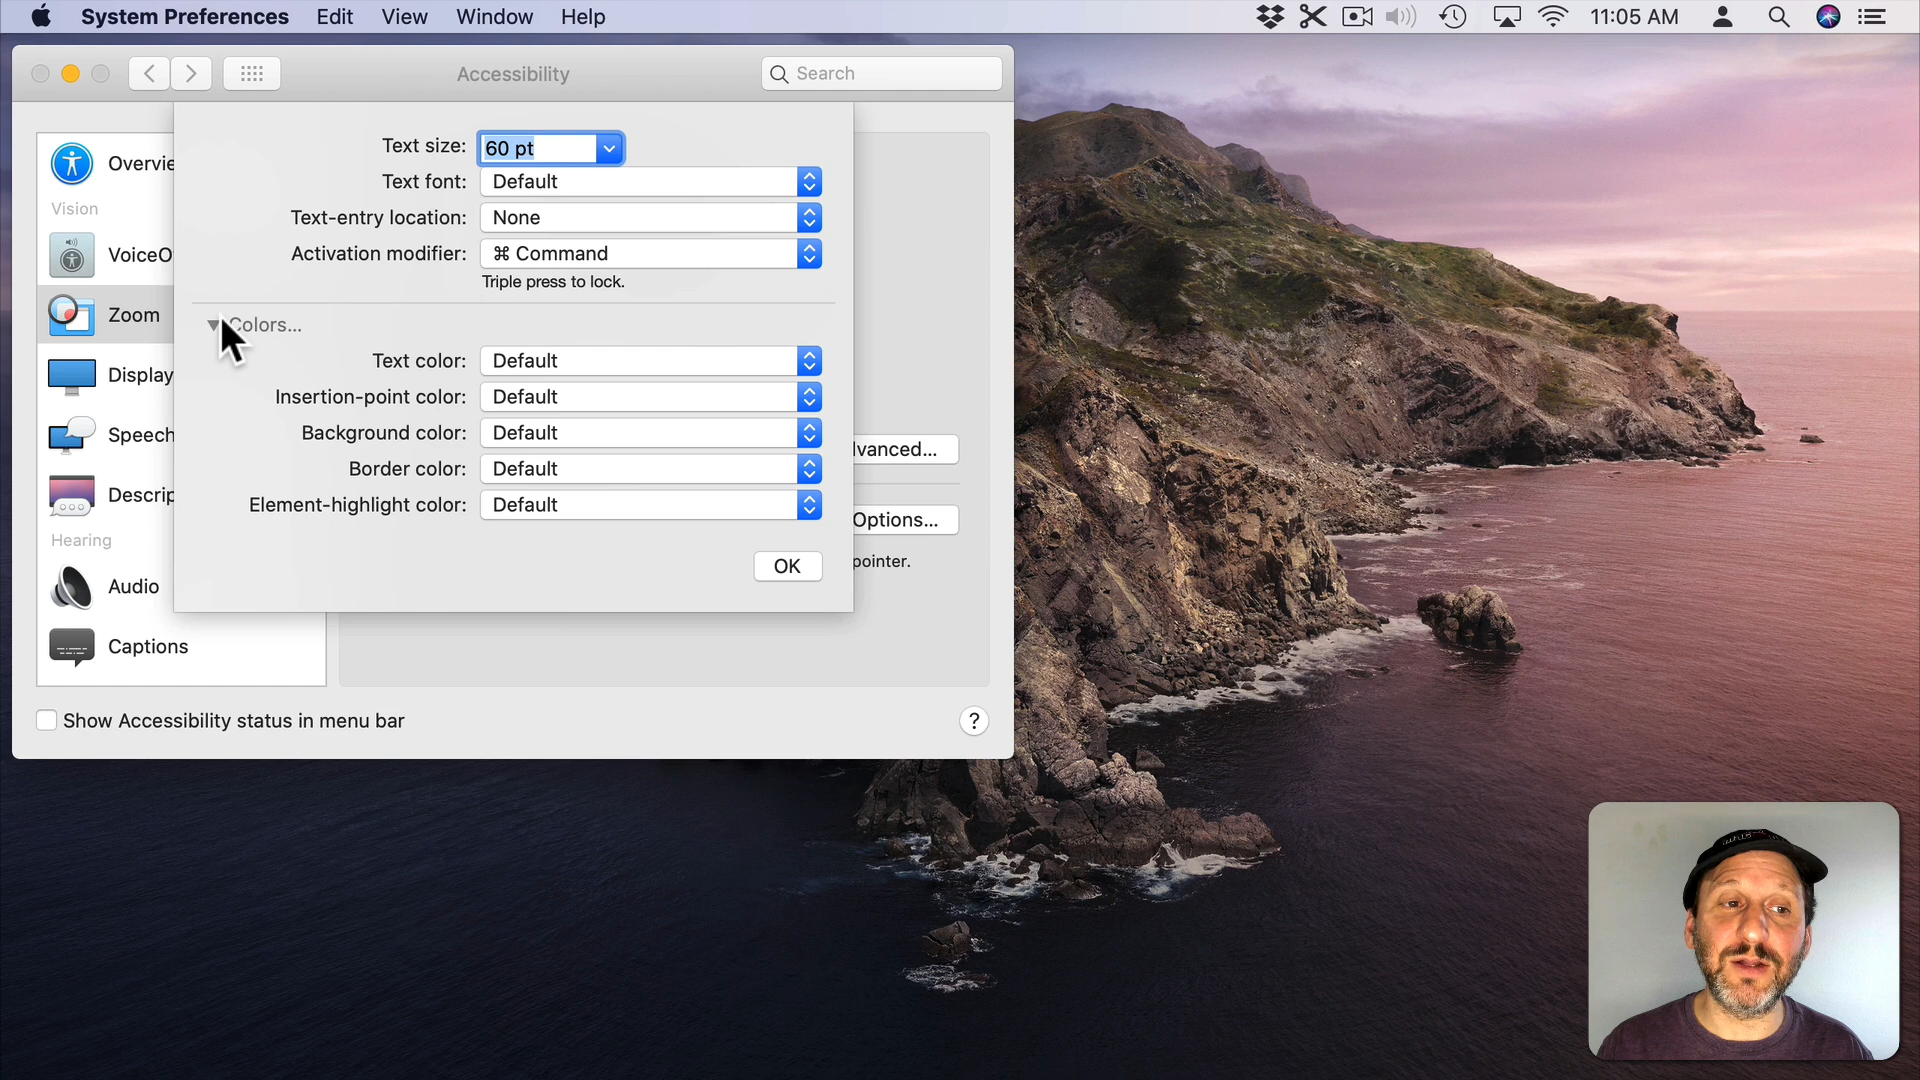 System Preferences Edit View Window Help 11:05 AM
Accessibility Search
Overvie
Vision
VoiceO
Zoom
Display
Speech
Descrip
Hearing
Audio
Captions
Text size: 60 pt
Text font: Default
Text-entry location: None
Activation modifier: ⌘ Command
Triple press to lock.
Colors...
Text color: Default
Insertion-point color: Default
Background color: Default
Border color: Default
Element-highlight color: Default
OK
lvanced...
Options...
pointer.
Show Accessibility status in menu bar ?